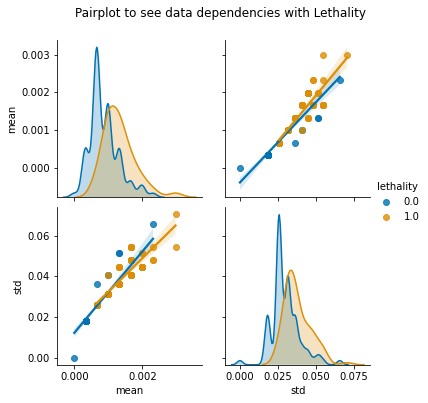 Pairplot to see data dependencies with Lethality
0.003
0.002
0.001
0.000
mean
lethality
0.0
1.0
0.06
0.04
0.02
0.00
std
0.000 0.002
mean
0.000 0.025 0.050 0.075
std